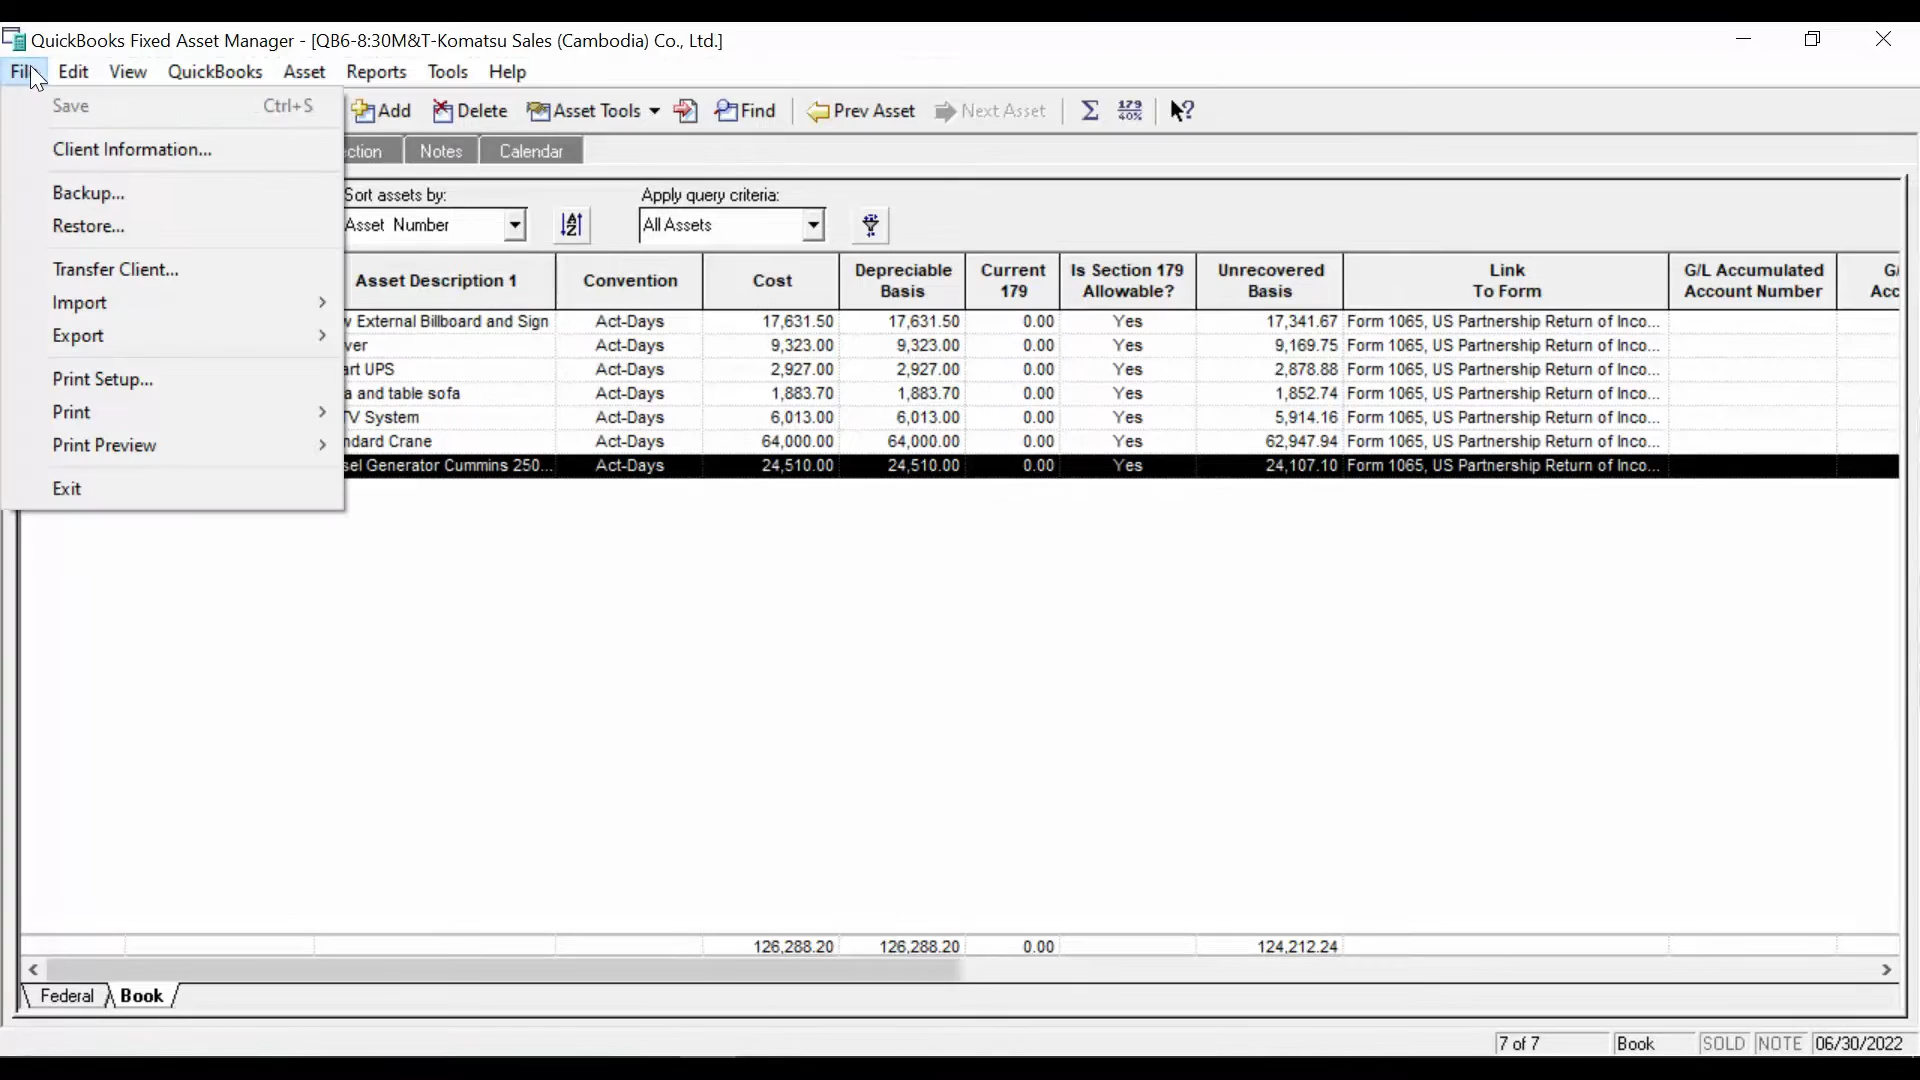 QuickBooks Fixed Asset Manager - [QB6-8:30M&T-Komatsu Sales (Cambodia) Co., Ltd.]
Edit View QuickBooks Asset Reports Tools Help
Save Ctrl+S
Client Information...
Backup...
Restore...
Transfer Client...
Import
Export
Print Setup...
Print
Print Preview
Exit
Add Delete Asset Tools Find Prev Asset Next Asset Σ 179 40%
Notes Calendar
Sort assets by: Apply query criteria:
Asset Number All Assets
Asset Description 1 Convention Cost Depreciable Basis Current 179 Is Section 179 Allowable? Unrecovered Basis Link To Form G/L Accumulated Account Number
External Billboard and Sign Act-Days 17,631.50 17,631.50 0.00 Yes 17,341.67 Form 1065, US Partnership Return of Inco...
Act-Days 9,323.00 9,323.00 0.00 Yes 9,169.75 Form 1065, US Partnership Return of Inco...
UPS Act-Days 2,927.00 2,927.00 0.00 Yes 2,878.88 Form 1065, US Partnership Return of Inco...
and table sofa Act-Days 1,883.70 1,883.70 0.00 Yes 1,852.74 Form 1065, US Partnership Return of Inco...
System Act-Days 6,013.00 6,013.00 0.00 Yes 5,914.16 Form 1065, US Partnership Return of Inco...
Crane Act-Days 64,000.00 64,000.00 0.00 Yes 62,947.94 Form 1065, US Partnership Return of Inco...
Generator Cummins 250... Act-Days 24,510.00 24,510.00 0.00 Yes 24,107.10 Form 1065, US Partnership Return of Inco...
126,288.20 126,288.20 0.00 124,212.24
Federal Book
7 of 7 Book SOLD NOTE 06/30/2022